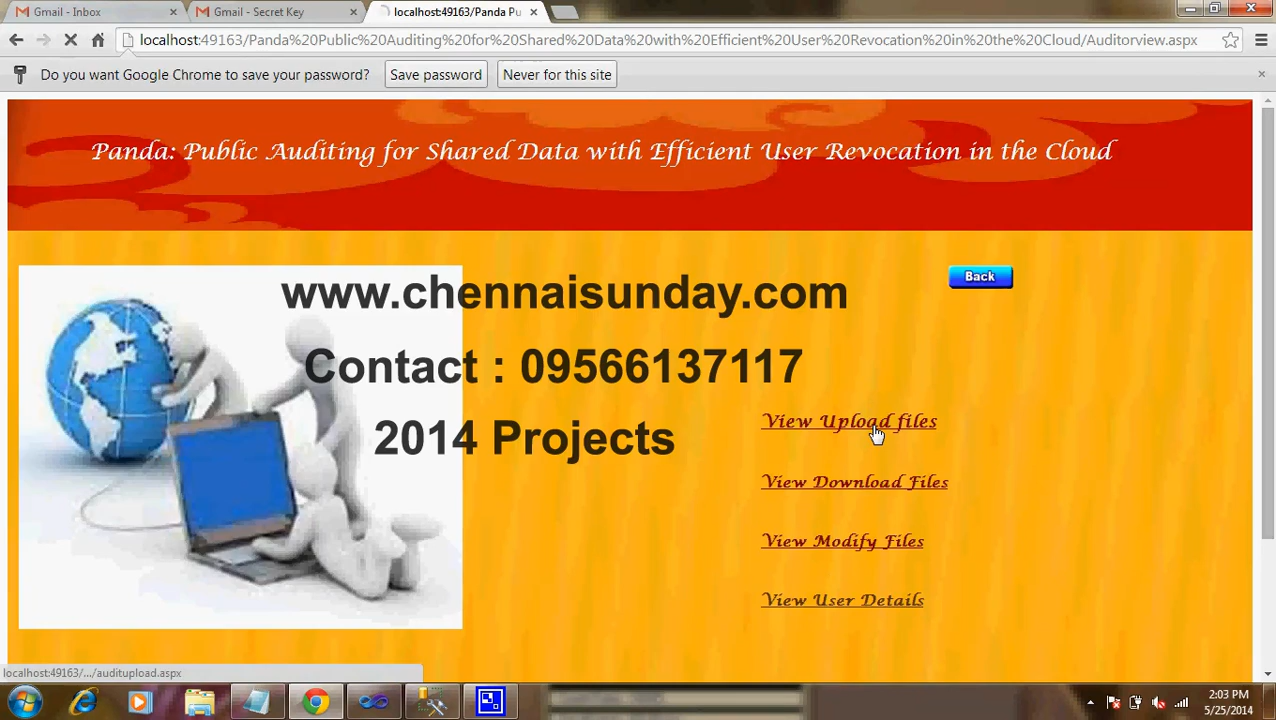 Gmail - Inbox
Gmail - Secret Key
localhost:49163/Panda Pu
localhost:49163/Panda%20Public%20Auditing%20for%20Shared%20Data%20with%20Efficient%20User%20Revocation%20in%20the%20Cloud/Auditorview.aspx
Do you want Google Chrome to save your password?
Save password
Never for this site
Panda: Public Auditing for Shared Data with Efficient User Revocation in the Cloud
Back
www.chennaisunday.com
Contact : 09566137117
2014 Projects
View Upload files
View Download Files
View Modify Files
View User Details
localhost:49163/.../auditupload.aspx
2:03 PM
5/25/2014